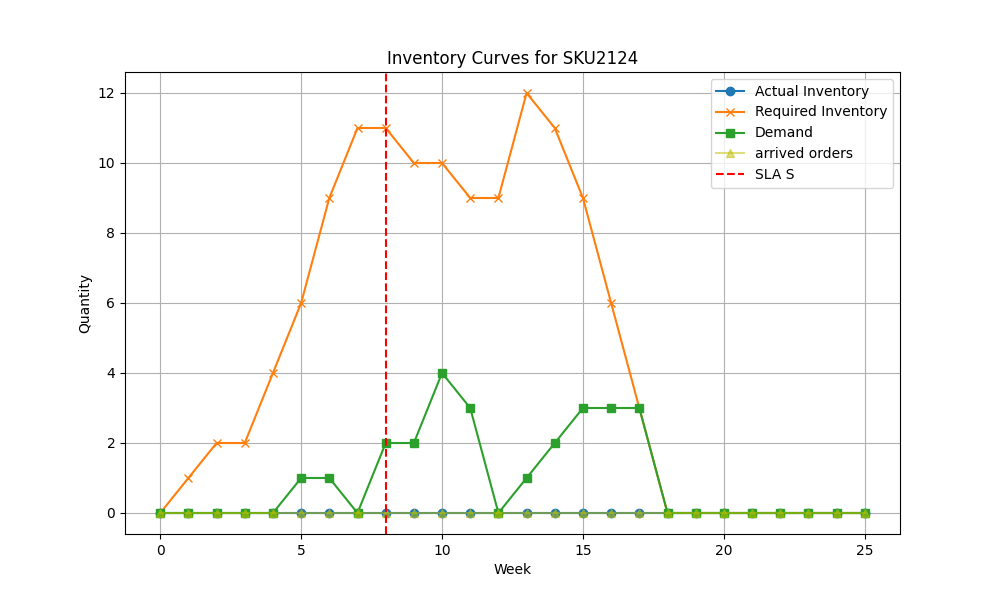 Inventory Curves for SKU2124
Actual Inventory
Required Inventory
Demand
arrived orders
SLA S
12
10
8
6
4
2
0
Quantity
0 5 10 15 20 25
Week